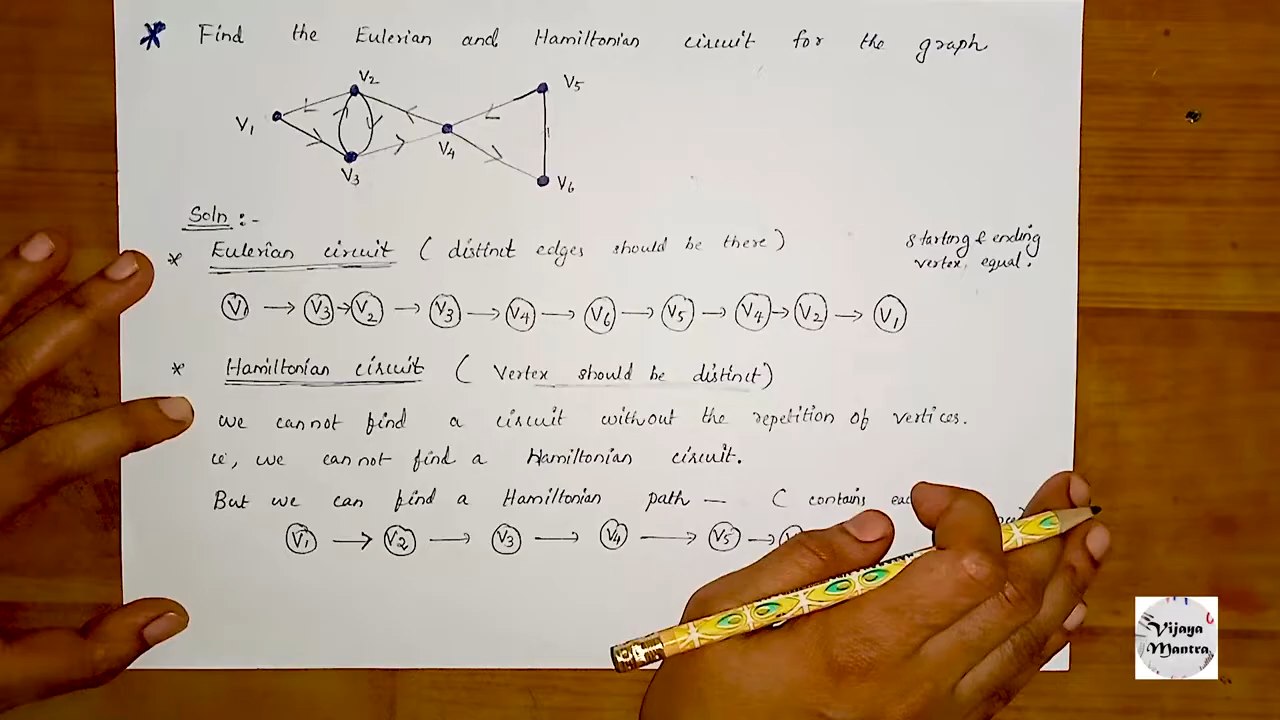 * Find the Eulerian and Hamiltonian circuit for the graph
V2
V5
V1
V4
V3
V6
Soln :-
* Eulerian circuit ( distinct edges should be there )
starting & ending
vertex equal.
V1 → V3 → V2 → V3 → V4 → V6 → V5 → V4 → V2 → V1
* Hamiltonian circuit ( Vertex should be distinct )
we cannot find a circuit without the repetition of vertices.
ie, we can not find a Hamiltonian circuit.
But we can find a Hamiltonian path — ( contains
V1 → V2 → V3 → V4 → V5 →
Vijaya
Mantra